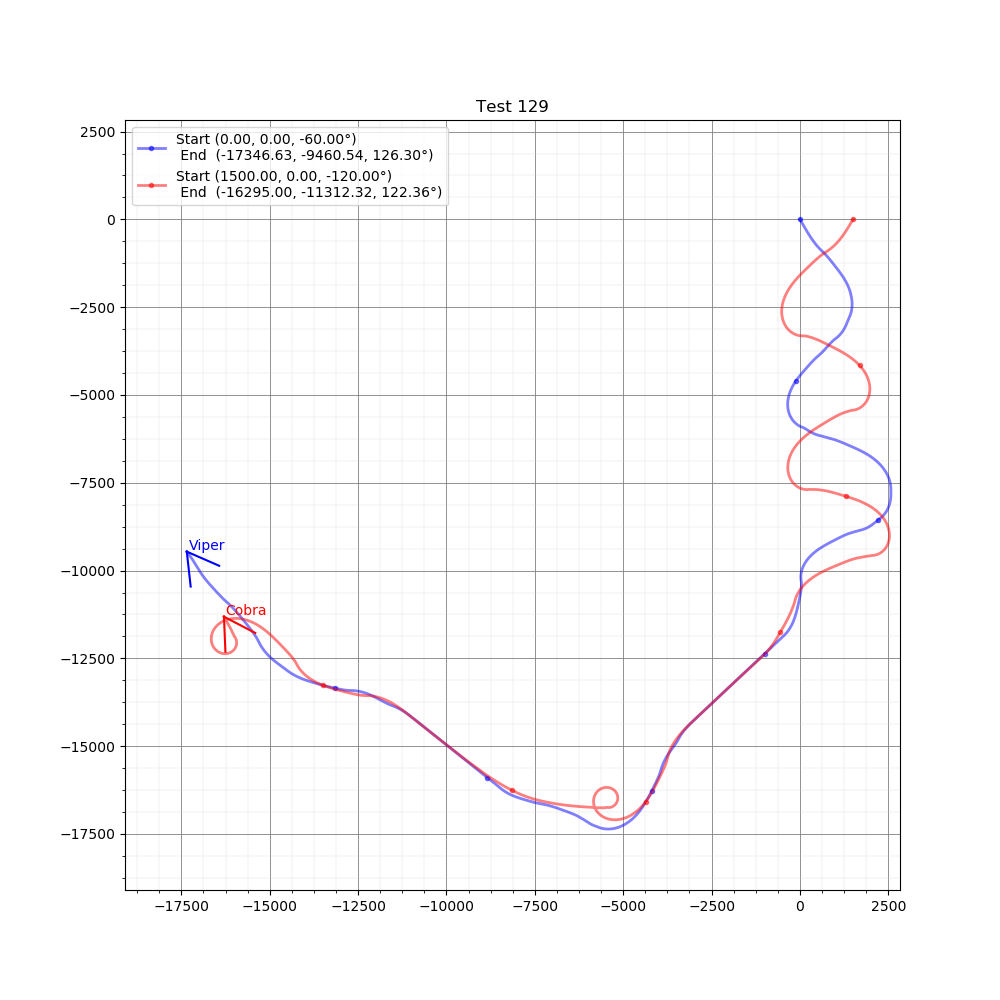 Test 129
Start (0.00, 0.00, -60.00°)
End (-17346.63, -9460.54, 126.30°)
Start (1500.00, 0.00, -120.00°)
End (-16295.00, -11312.32, 122.36°)
2500
0
−2500
−5000
−7500
−10000
−12500
−15000
−17500
Viper
Cobra
−17500 −15000 −12500 −10000 −7500 −5000 −2500 0 2500